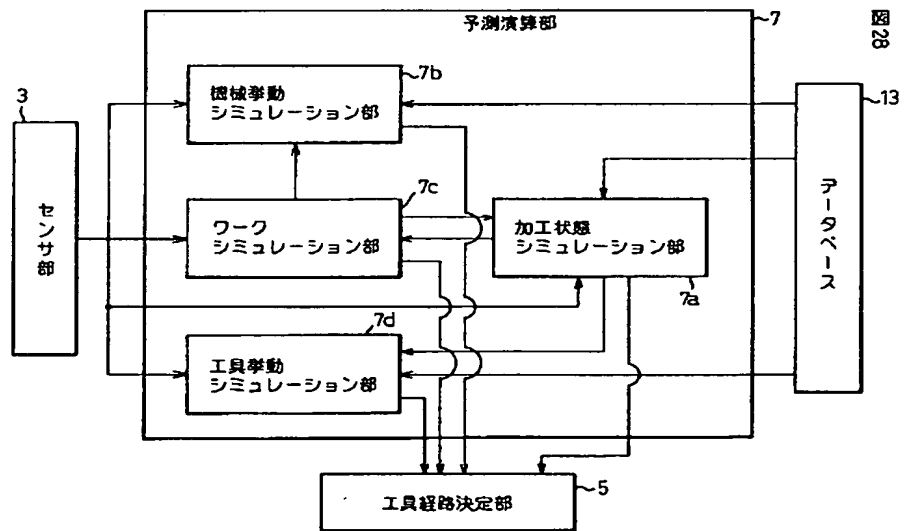 図28
予測演算部
7
7b
機械挙動
シミュレーション部
3
センサ部
13
データベース
7c
ワーク
シミュレーション部
加工状態
シミュレーション部
7a
7d
工具挙動
シミュレーション部
工具経路決定部
5